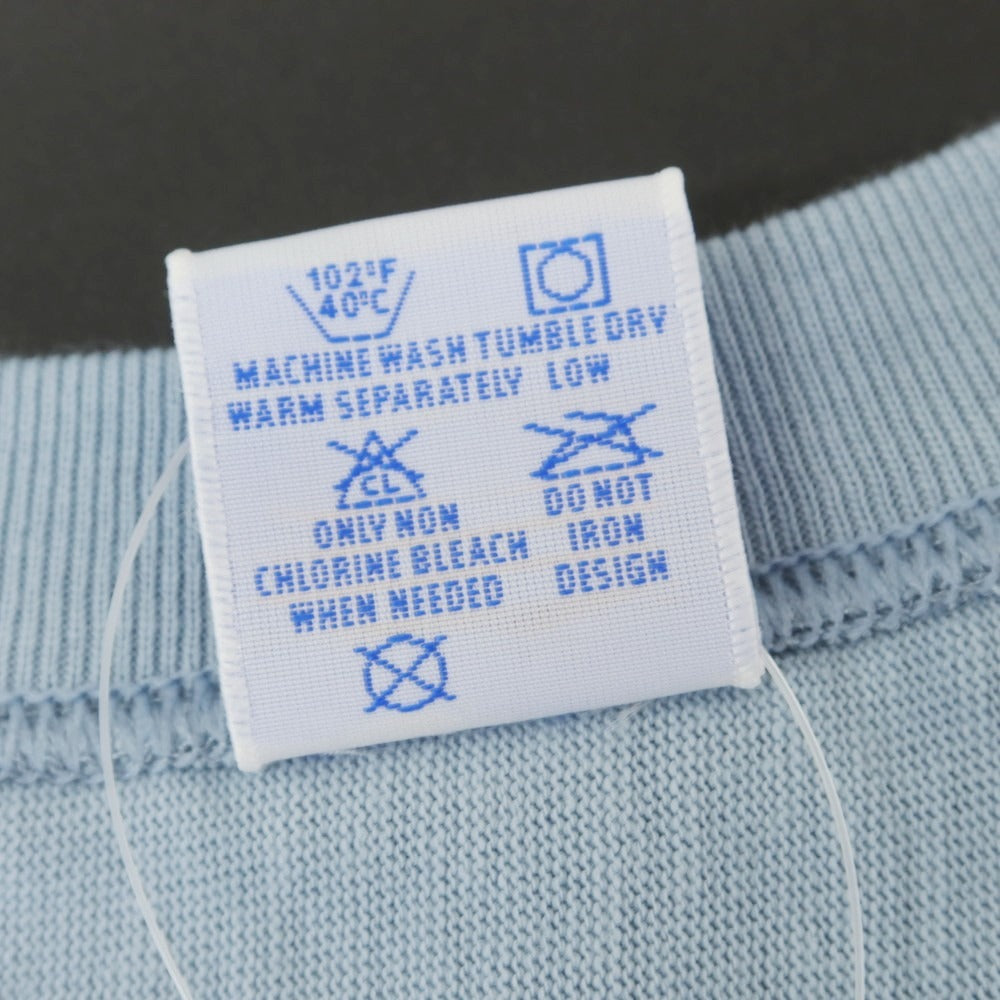 102°F
40°C
MACHINE WASH
WARM SEPARATELY
TUMBLE DRY
LOW
CL
ONLY NON
CHLORINE BLEACH
WHEN NEEDED
DO NOT
IRON
DESIGN